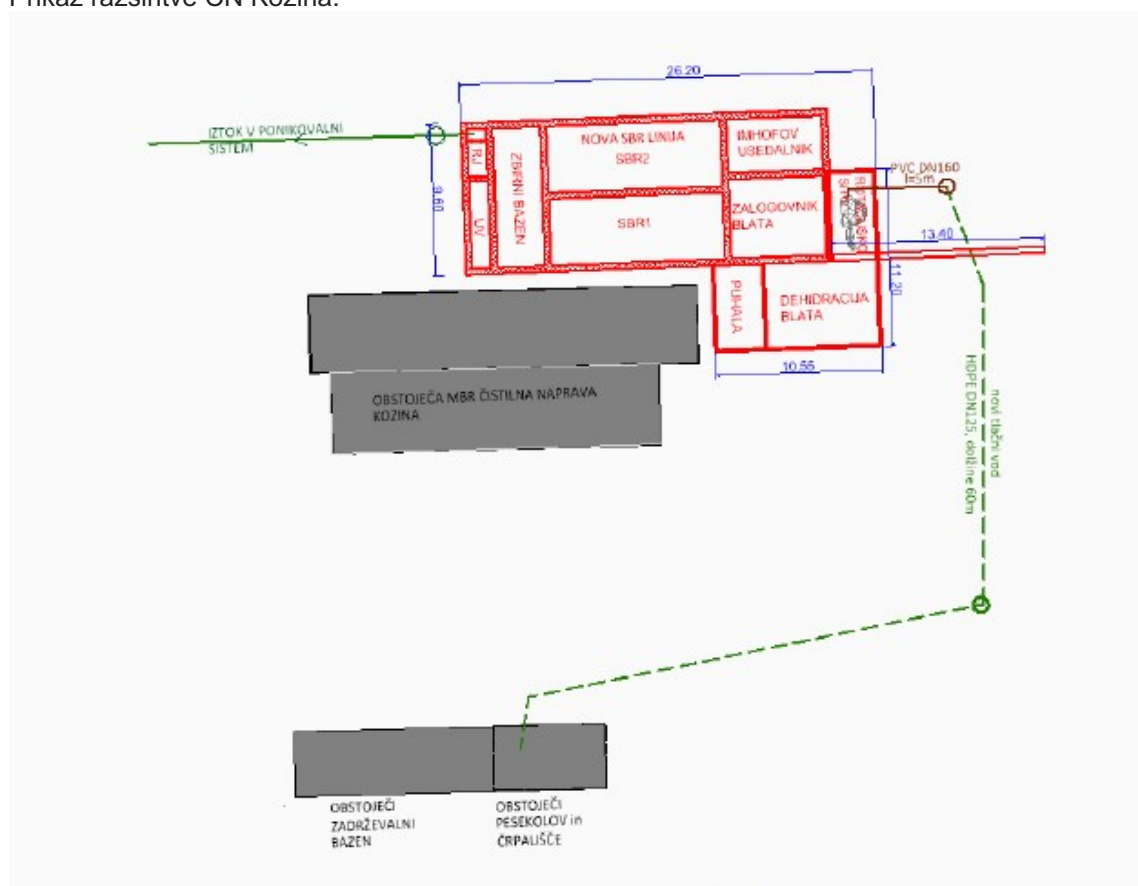 Prikaz razširitve ČN Kozina:
26.20
IZTOK V PONIKOVALNI
SISTEM
9.60
RJ
UV
ZBIRNI BAZEN
NOVA SBR LINIJA
SBR2
SBR1
IMHOFOV
USEDALNIK
ZALOGOVNIK
BLATA
PVC DN160
l=5m
13.40
11.20
PUHALA
DEHIDRACIJA
BLATA
10.55
OBSTOJEČA MBR ČISTILNA NAPRAVA
KOZINA
novi tlačni vod
HDPE DN125, dolžine 60m
OBSTOJEČI
ZADRŽEVALNI
BAZEN
OBSTOJEČI
PESEKOLOV in
ČRPALIŠČE